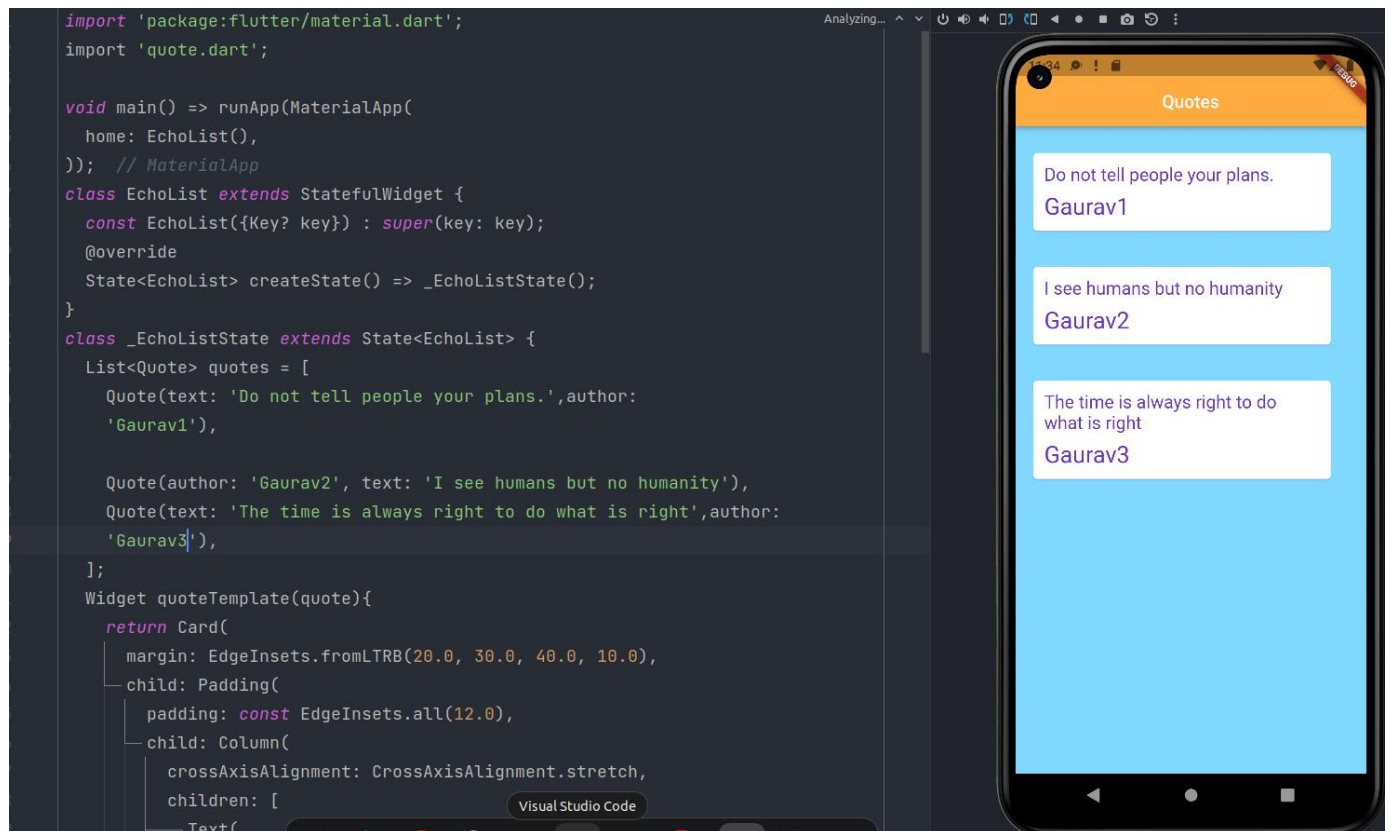 import 'package:flutter/material.dart';
import 'quote.dart';
void main() => runApp(MaterialApp(
home: EchoList(),
)); // MaterialApp
class EchoList extends StatefulWidget {
const EchoList({Key? key}) : super(key: key);
@override
State<EchoList> createState() => _EchoListState();
}
class _EchoListState extends State<EchoList> {
List<Quote> quotes = [
Quote(text: 'Do not tell people your plans.',author:
'Gaurav1'),
Quote(author: 'Gaurav2', text: 'I see humans but no humanity'),
Quote(text: 'The time is always right to do what is right',author:
'Gaurav3'),
];
Widget quoteTemplate(quote){
return Card(
margin: EdgeInsets.fromLTRB(20.0, 30.0, 40.0, 10.0),
child: Padding(
padding: const EdgeInsets.all(12.0),
child: Column(
crossAxisAlignment: CrossAxisAlignment.stretch,
children: [
Text(
Visual Studio Code
Analyzing...
11:34
DEBUG
Quotes
Do not tell people your plans.
Gaurav1
I see humans but no humanity
Gaurav2
The time is always right to do
what is right
Gaurav3